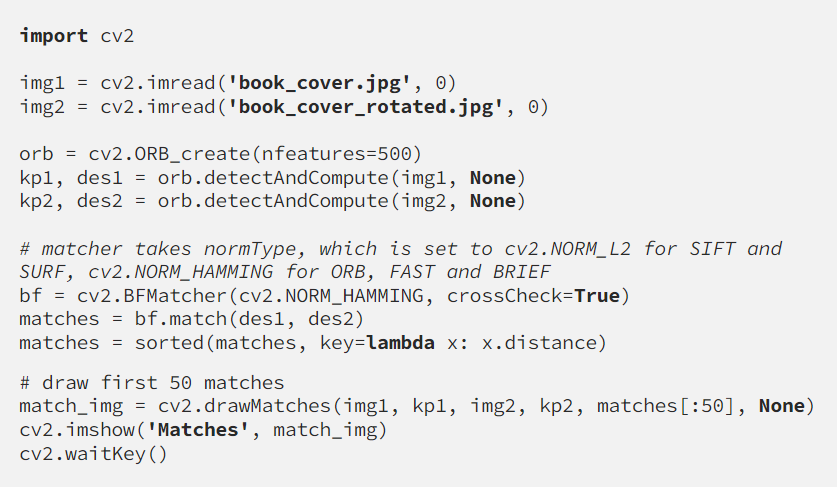 import cv2
img1 = cv2.imread('book_cover.jpg', 0)
img2 = cv2.imread('book_cover_rotated.jpg', 0)
orb = cv2.ORB_create(nfeatures=500)
kp1, des1 = orb.detectAndCompute(img1, None)
kp2, des2 = orb.detectAndCompute(img2, None)
# matcher takes normType, which is set to cv2.NORM_L2 for SIFT and
SURF, cv2.NORM_HAMMING for ORB, FAST and BRIEF
bf = cv2.BFMatcher(cv2.NORM_HAMMING, crossCheck=True)
matches = bf.match(des1, des2)
matches = sorted(matches, key=lambda x: x.distance)
# draw first 50 matches
match_img = cv2.drawMatches(img1, kp1, img2, kp2, matches[:50], None)
cv2.imshow('Matches', match_img)
cv2.waitKey()